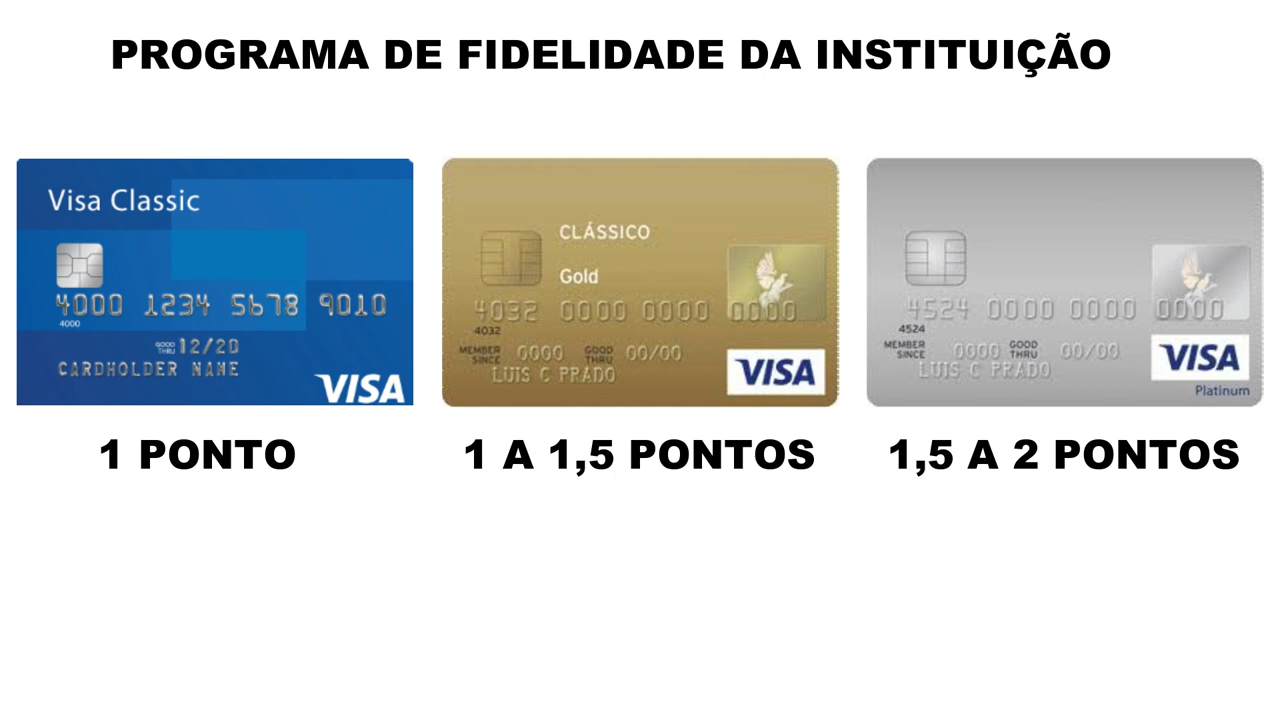 PROGRAMA DE FIDELIDADE DA INSTITUIÇÃO
Visa Classic
4000 1234 5678 9010
4000
GOOD THRU 12/20
CARDHOLDER NAME
VISA
CLÁSSICO
Gold
4032 0000 0000 0000
4032
MEMBER SINCE 0000 GOOD THRU 00/00
LUIS C PRADO
VISA
4524 0000 0000 0000
4524
MEMBER SINCE 0000 GOOD THRU 00/00
LUIS C PRADO
VISA
Platinum
1 PONTO
1 A 1,5 PONTOS
1,5 A 2 PONTOS